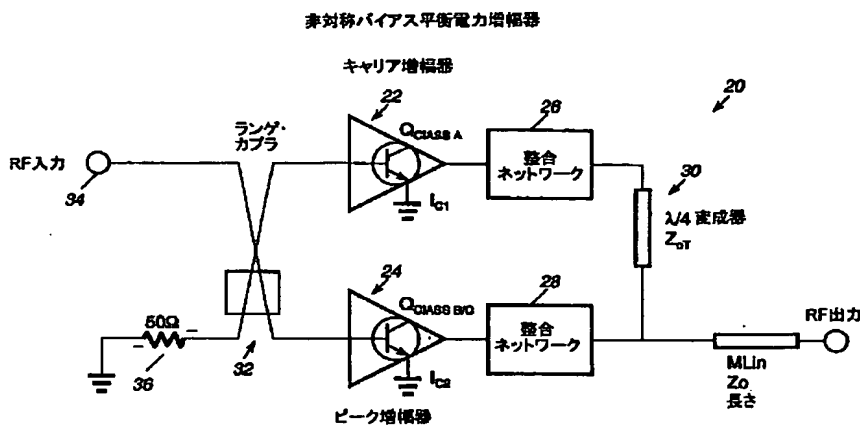 非対称バイアス平衡電力増幅器
キャリア増幅器
22
QCLASS A
IC1
26
整合
ネットワーク
20
ランゲ・
カプラ
RF入力
34
30
λ/4 変成器
ZoT
24
QCLASS B/C
IC2
28
整合
ネットワーク
RF出力
50Ω
36
32
MLin
Zo
長さ
ピーク増幅器